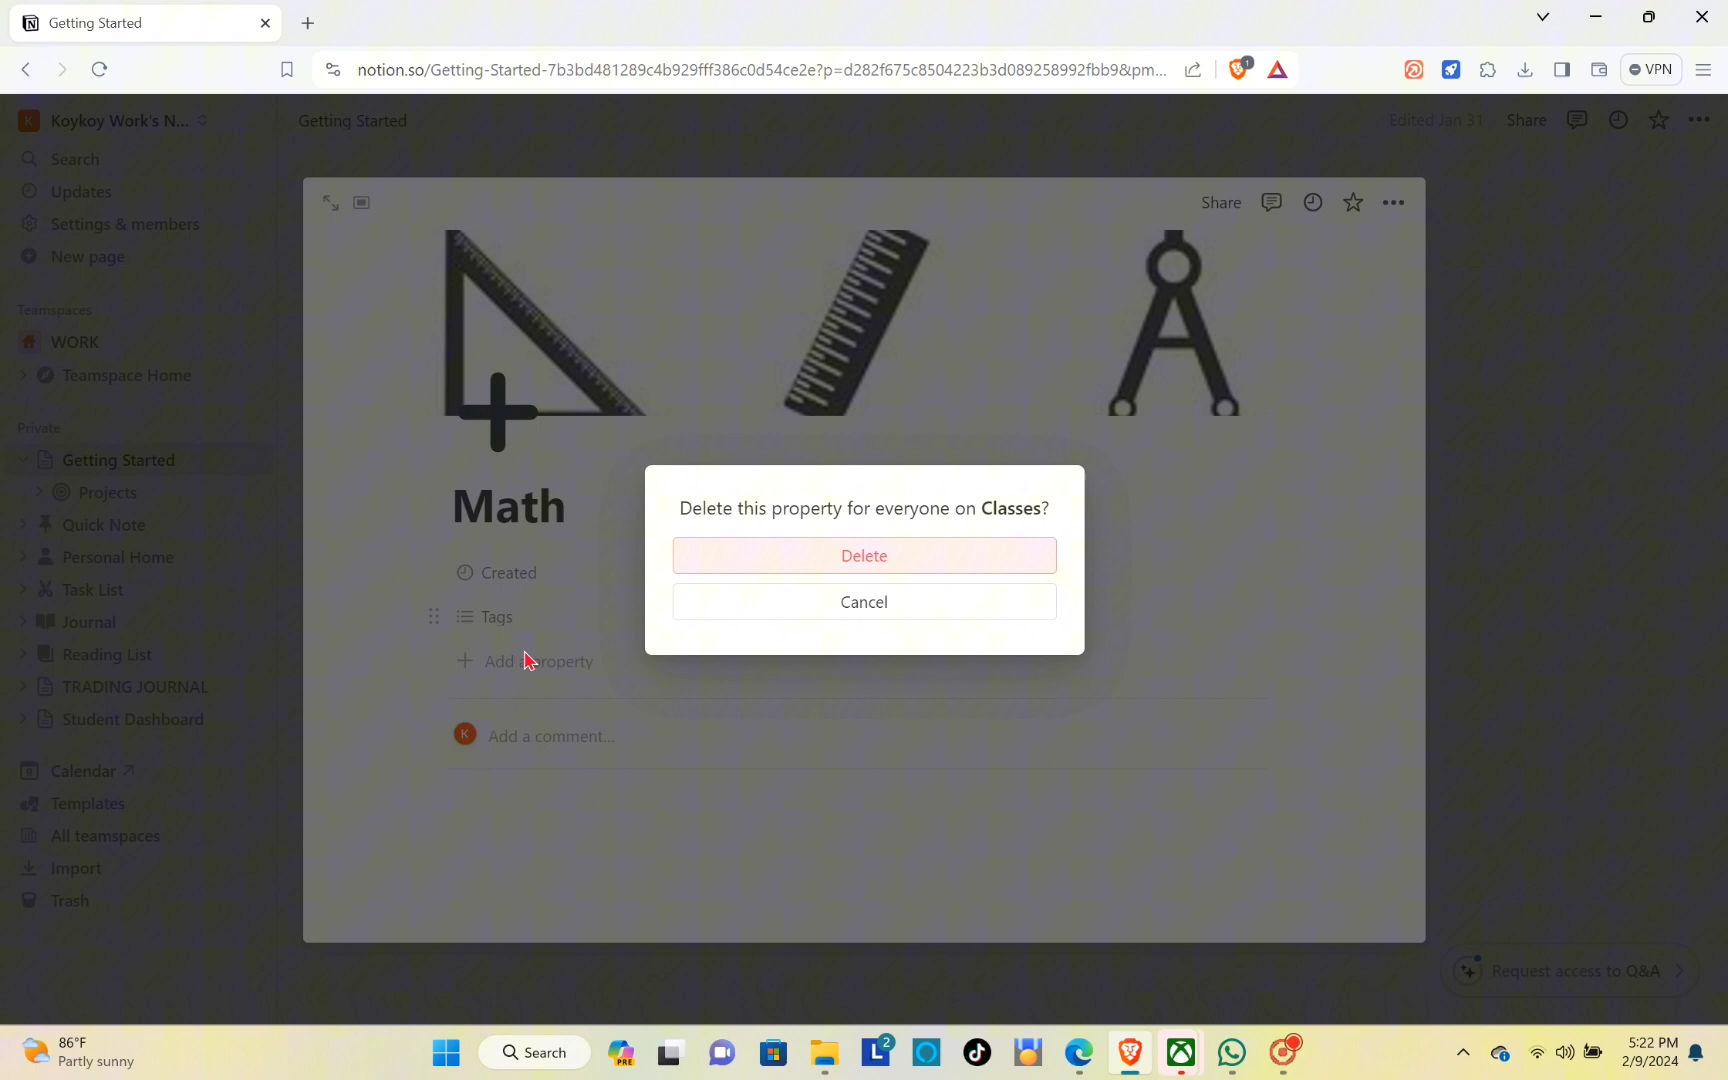 Getting Started
notion.so/Getting-Started-7b3bd481289c4b929fff386c0d54ce2e?p=d282f675c8504223b3d089258992fbb9&pm...
1
VPN
K Koykoy Work's N...
Getting Started
Edited Jan 31
Share
Search
Updates
Settings & members
New page
Teamspaces
WORK
Teamspace Home
Private
Getting Started
Projects
Quick Note
Personal Home
Task List
Journal
Reading List
TRADING JOURNAL
Student Dashboard
Calendar
Templates
All teamspaces
Import
Trash
Share
Math
Created
Tags
Add a property
K Add a comment...
Delete this property for everyone on Classes?
Delete
Cancel
Request access to Q&A
86°F
Partly sunny
Search
PRE
L 2
5:22 PM
2/9/2024